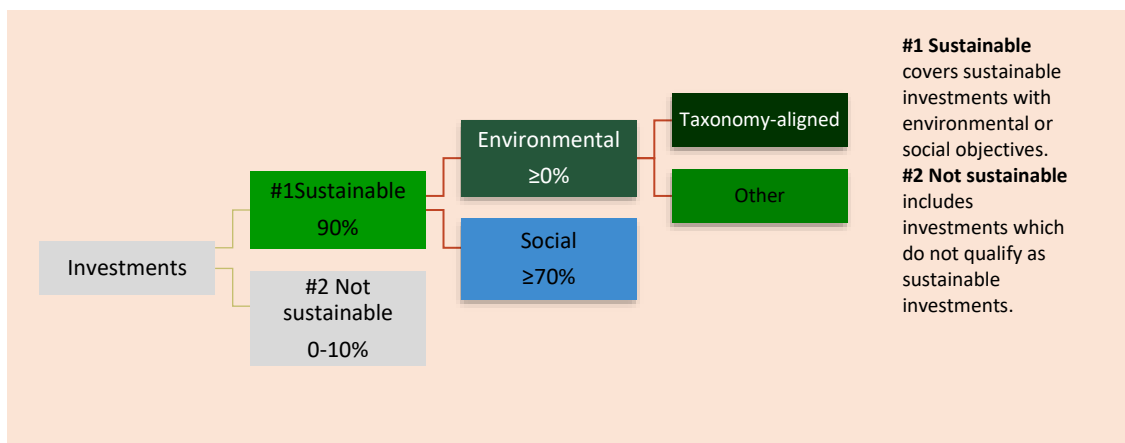 Investments
#1Sustainable
90%
#2 Not
sustainable
0-10%
Environmental
≥0%
Social
≥70%
Taxonomy-aligned
Other
#1 Sustainable
covers sustainable
investments with
environmental or
social objectives.
#2 Not sustainable
includes
investments which
do not qualify as
sustainable
investments.